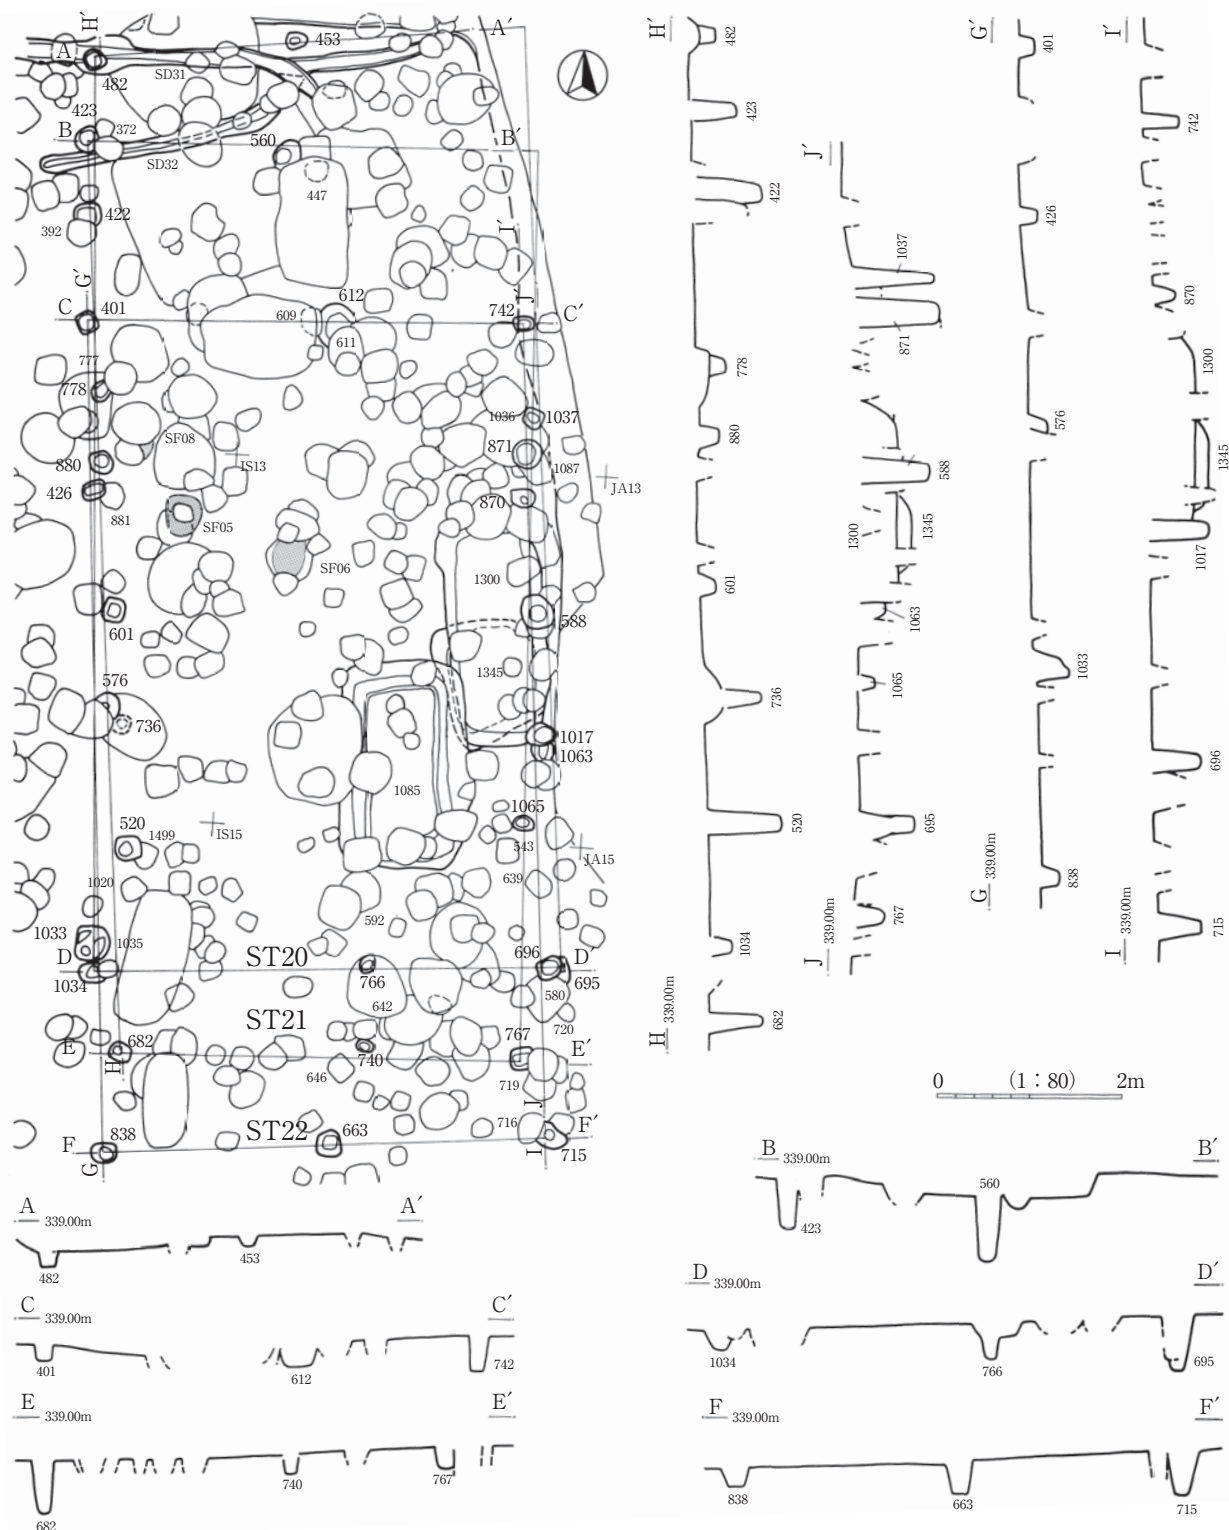 H′
A
A′
453
482
SD31
423
372
B
B′
560
SD32
447
422
392
I′
G′
J′
C
401
612
609
611
742
C′
777
778
1036
1037
SF08
871
880
IS13
1087
JA13
426
870
881
SF05
SF06
1300
588
601
1345
576
736
1017
1063
1085
1065
520
1499
IS15
543
JA15
1020
639
592
1033
1035
ST20
696
D
D′
1034
766
695
580
642
ST21
720
E
682
767
H
740
E′
646
719
J
716
838
ST22
663
F′
F
G
I
715
H′
482
423
422
778
880
601
736
520
1034
H 339.00m
682
J′
1037
871
588
1300
1345
1063
1065
695
767
J 339.00m
G′
401
426
576
1033
838
G 339.00m
I′
742
870
1300
1345
1017
696
715
I 339.00m
0 (1：80) 2m
A 339.00m A′
482
453
C 339.00m C′
401
612
742
E 339.00m E′
682
740
767
B 339.00m B′
423
560
D 339.00m D′
1034
766
695
F 339.00m F′
838
663
715